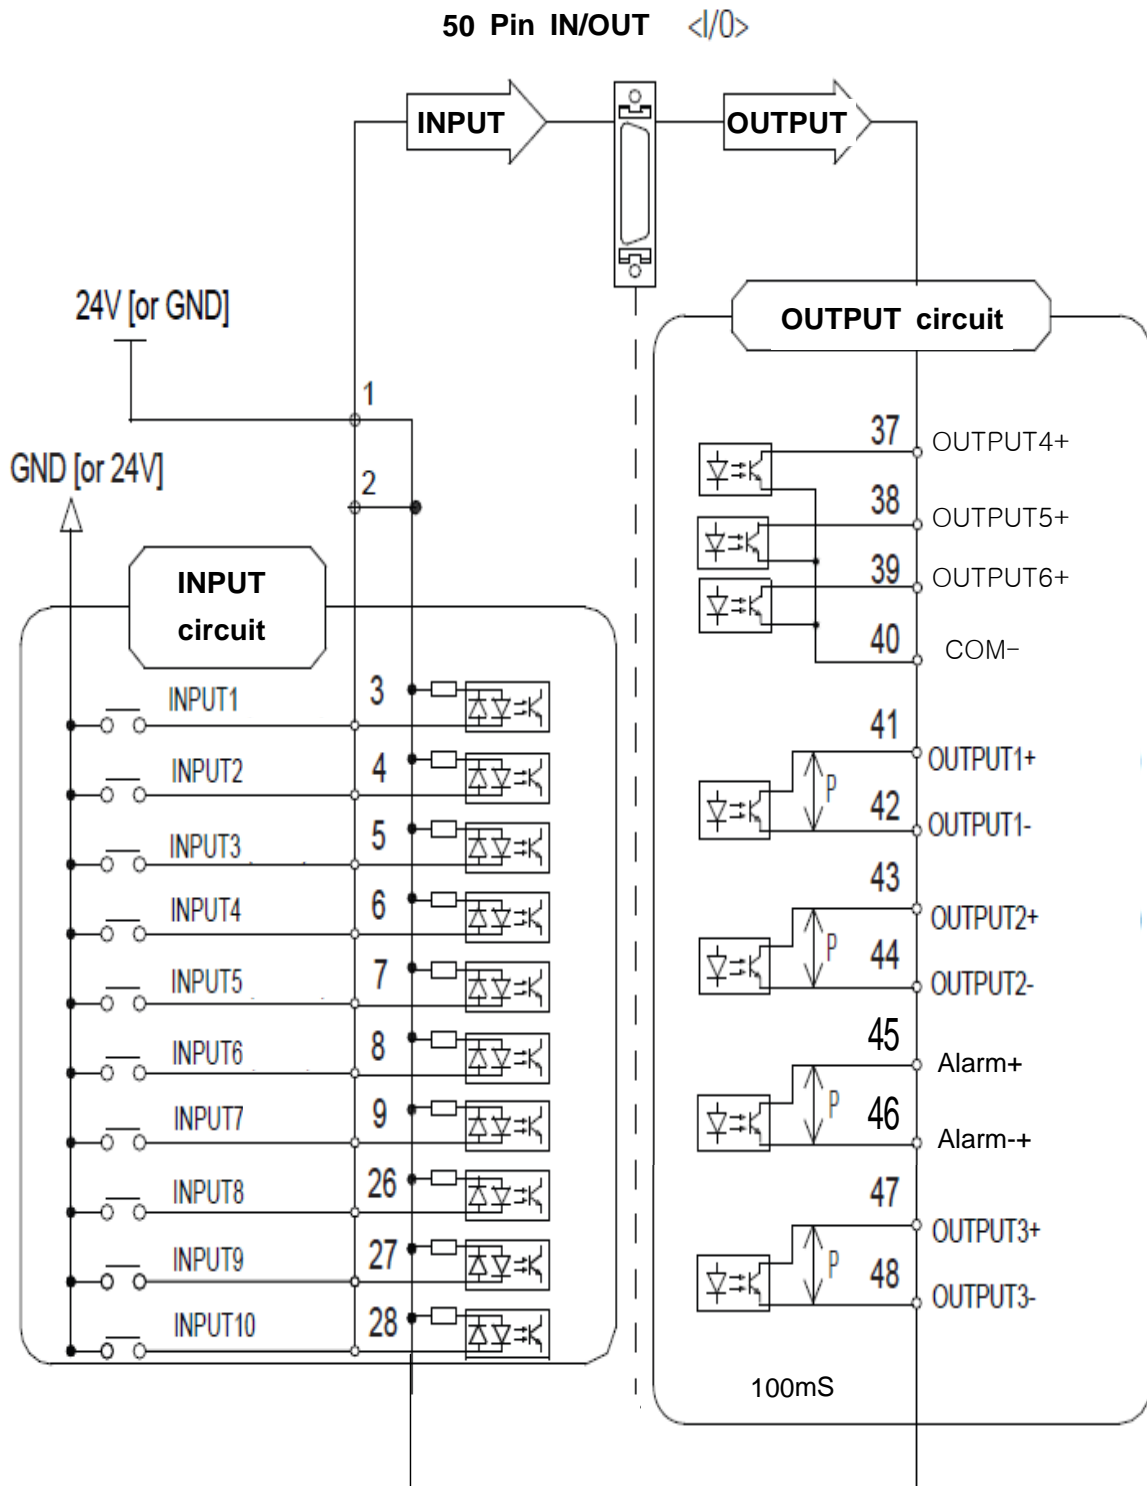 50 Pin IN/OUT <I/O>
INPUT
OUTPUT
24V [or GND]
1
GND [or 24V]
2
INPUT
circuit
INPUT1
3
INPUT2
4
INPUT3
5
INPUT4
6
INPUT5
7
INPUT6
8
INPUT7
9
INPUT8
26
INPUT9
27
INPUT10
28
OUTPUT circuit
37
OUTPUT4+
38
OUTPUT5+
39
OUTPUT6+
40
COM-
41
OUTPUT1+
P
42
OUTPUT1-
43
OUTPUT2+
P
44
OUTPUT2-
45
Alarm+
P
46
Alarm-+
47
OUTPUT3+
P
48
OUTPUT3-
100mS